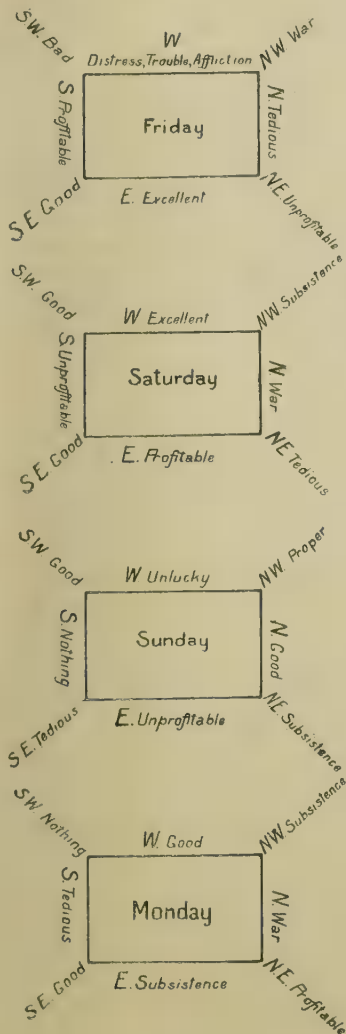 SW. Bad
W
Distress, Trouble, Affliction
NW War
S. Profitable
Friday
N. Tedious
SE Good
E. Excellent
NE. Unprofitable
S.W. Good
W Excellent
NW. Subsistence
S. Unprofitable
Saturday
N. War
SE Good
E. Profitable
NE Tedious
SW Good
W Unlucky
NW. Proper
S. Nothing
Sunday
N. Good
SE. Tedious
E. Unprofitable
NE. Subsistence
SW. Nothing
W. Good
NW. Subsistence
S. Tedious
Monday
N. War
SE. Good
E. Subsistence
N.E. Profitable